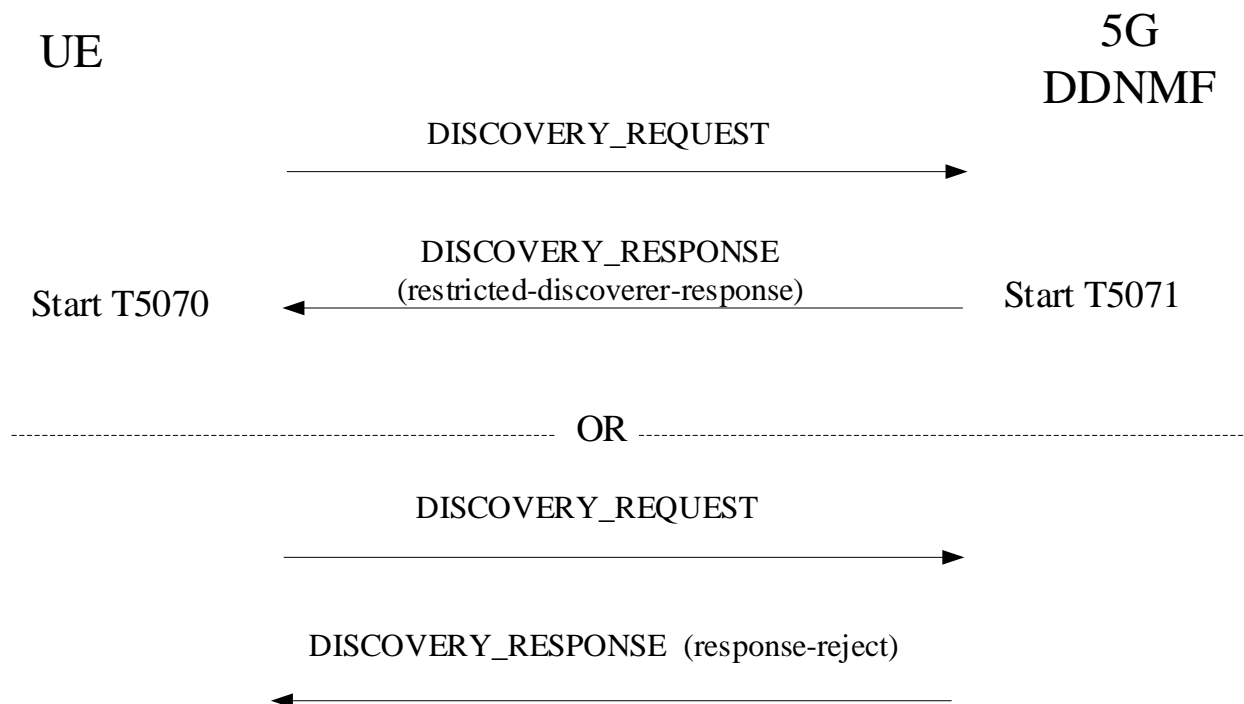 UE
5G
DDNMF
DISCOVERY_REQUEST
DISCOVERY_RESPONSE
(restricted-discoverer-response)
Start T5070
Start T5071
OR
DISCOVERY_REQUEST
DISCOVERY_RESPONSE (response-reject)